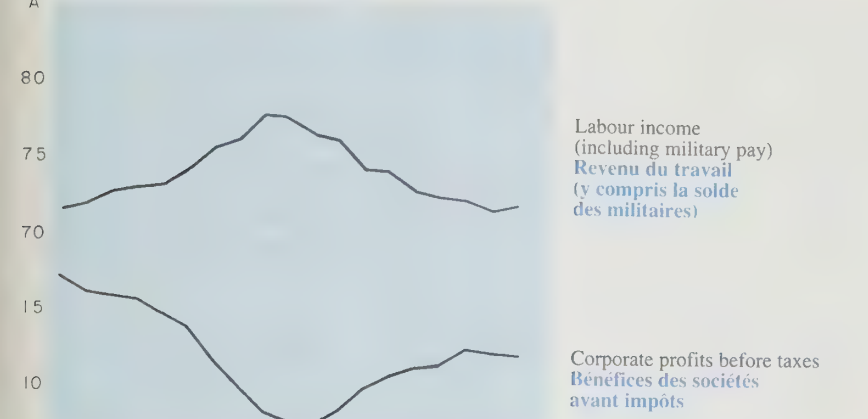 A
80
75
70
15
10
Labour income
(including military pay)
Revenu du travail
(y compris la solde
des militaires)
Corporate profits before taxes
Bénéfices des sociétés
avant impôts